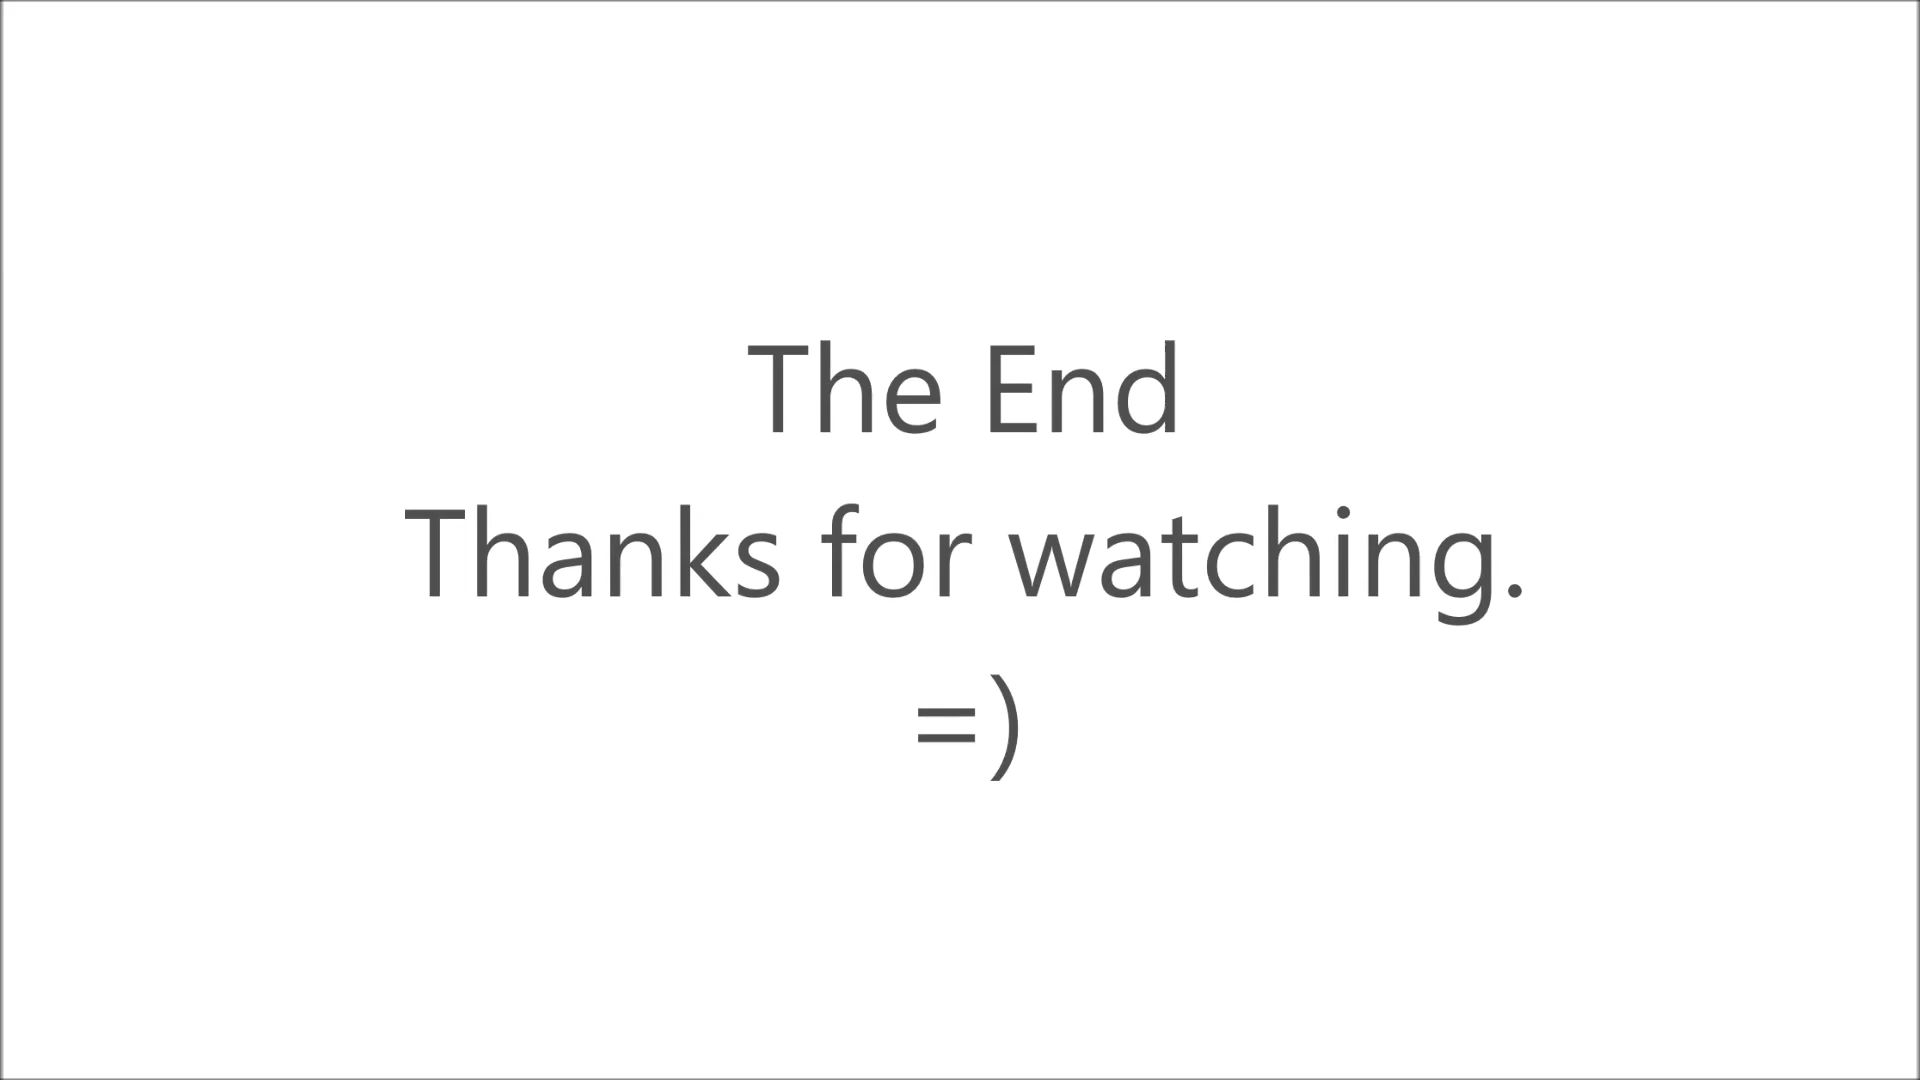 The End
Thanks for watching.
=)